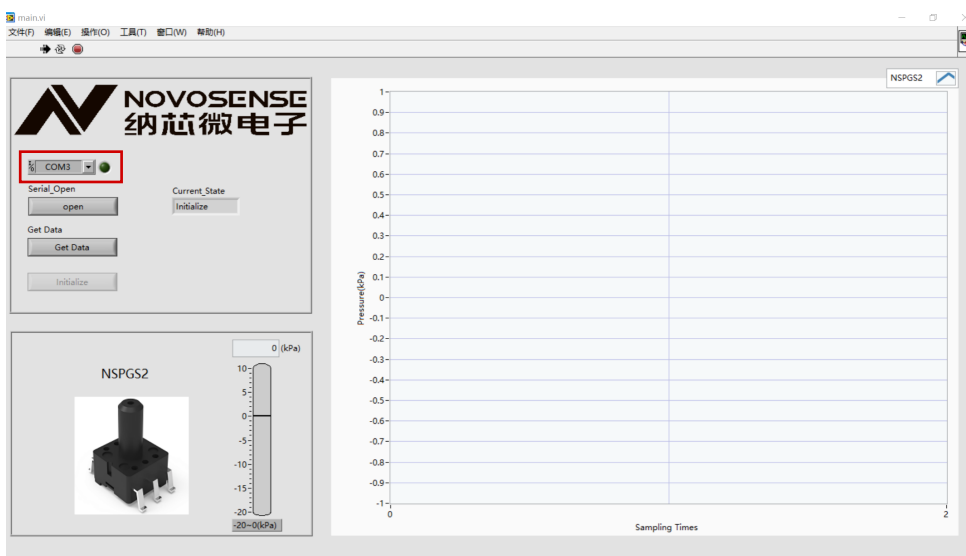 main.vi
文件(F) 编辑(E) 操作(O) 工具(T) 窗口(W) 帮助(H)
NOVOSENSE
纳芯微电子
COM3
Serial_Open
open
Current_State
Initialize
Get Data
Get Data
Initialize
NSPGS2
0 (kPa)
10
5
0
-5
-10
-15
-20
-20~0(kPa)
NSPGS2
Pressure(kPa)
1
0.9
0.8
0.7
0.6
0.5
0.4
0.3
0.2
0.1
0
-0.1
-0.2
-0.3
-0.4
-0.5
-0.6
-0.7
-0.8
-0.9
-1
0 2
Sampling Times